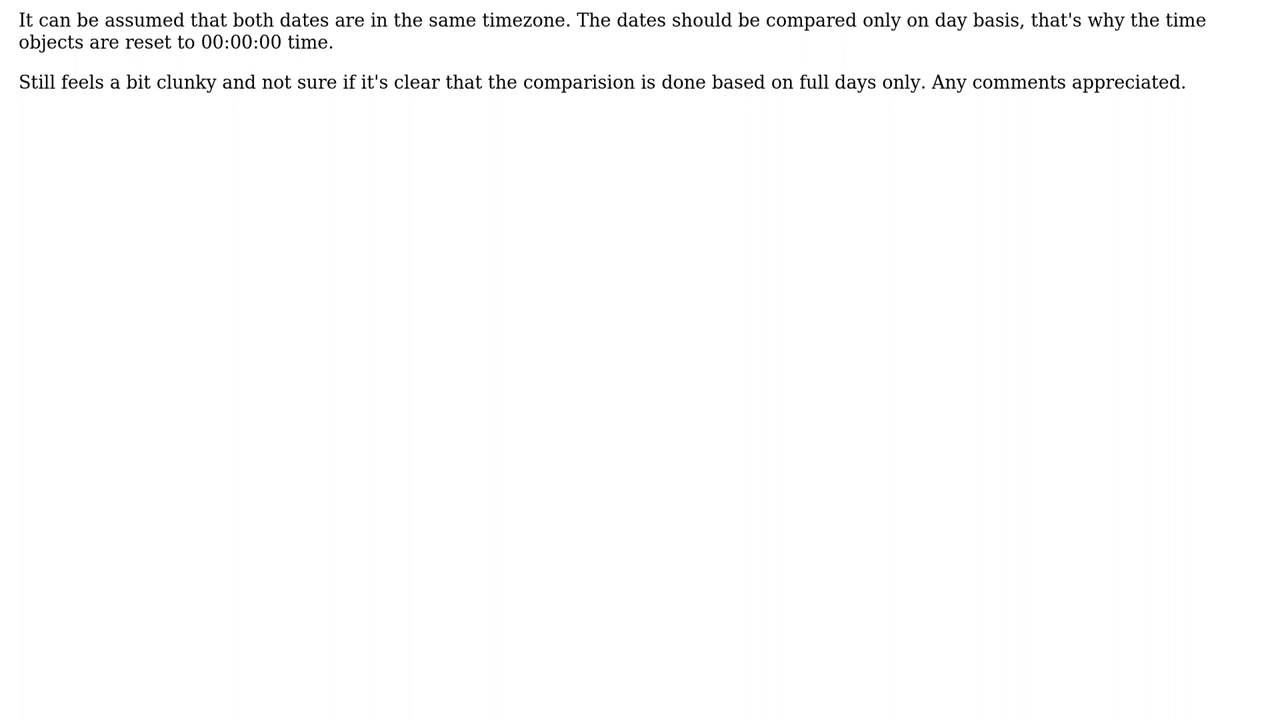 It can be assumed that both dates are in the same timezone. The dates should be compared only on day basis, that's why the time
objects are reset to 00:00:00 time.
Still feels a bit clunky and not sure if it's clear that the comparision is done based on full days only. Any comments appreciated.